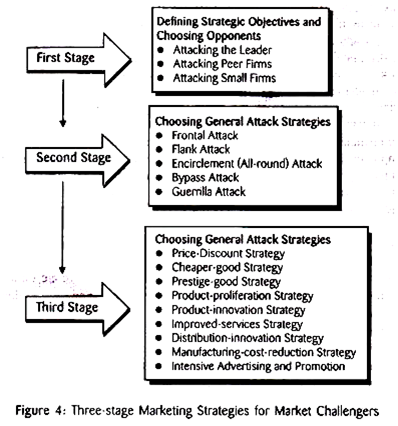 First Stage
Defining Strategic Objectives and
Choosing Opponents
● Attacking the Leader
● Attacking Peer Firms
● Attacking Small Firms
Second Stage
Choosing General Attack Strategies
● Frontal Attack
● Flank Attack
● Encirclement (All-round) Attack
● Bypass Attack
● Guerrilla Attack
Third Stage
Choosing General Attack Strategies
● Price-Discount Strategy
● Cheaper-good Strategy
● Prestige-good Strategy
● Product-proliferation Strategy
● Product-innovation Strategy
● Improved-services Strategy
● Distribution-innovation Strategy
● Manufacturing-cost-reduction Strategy
● Intensive Advertising and Promotion
Figure 4: Three-stage Marketing Strategies for Market Challengers